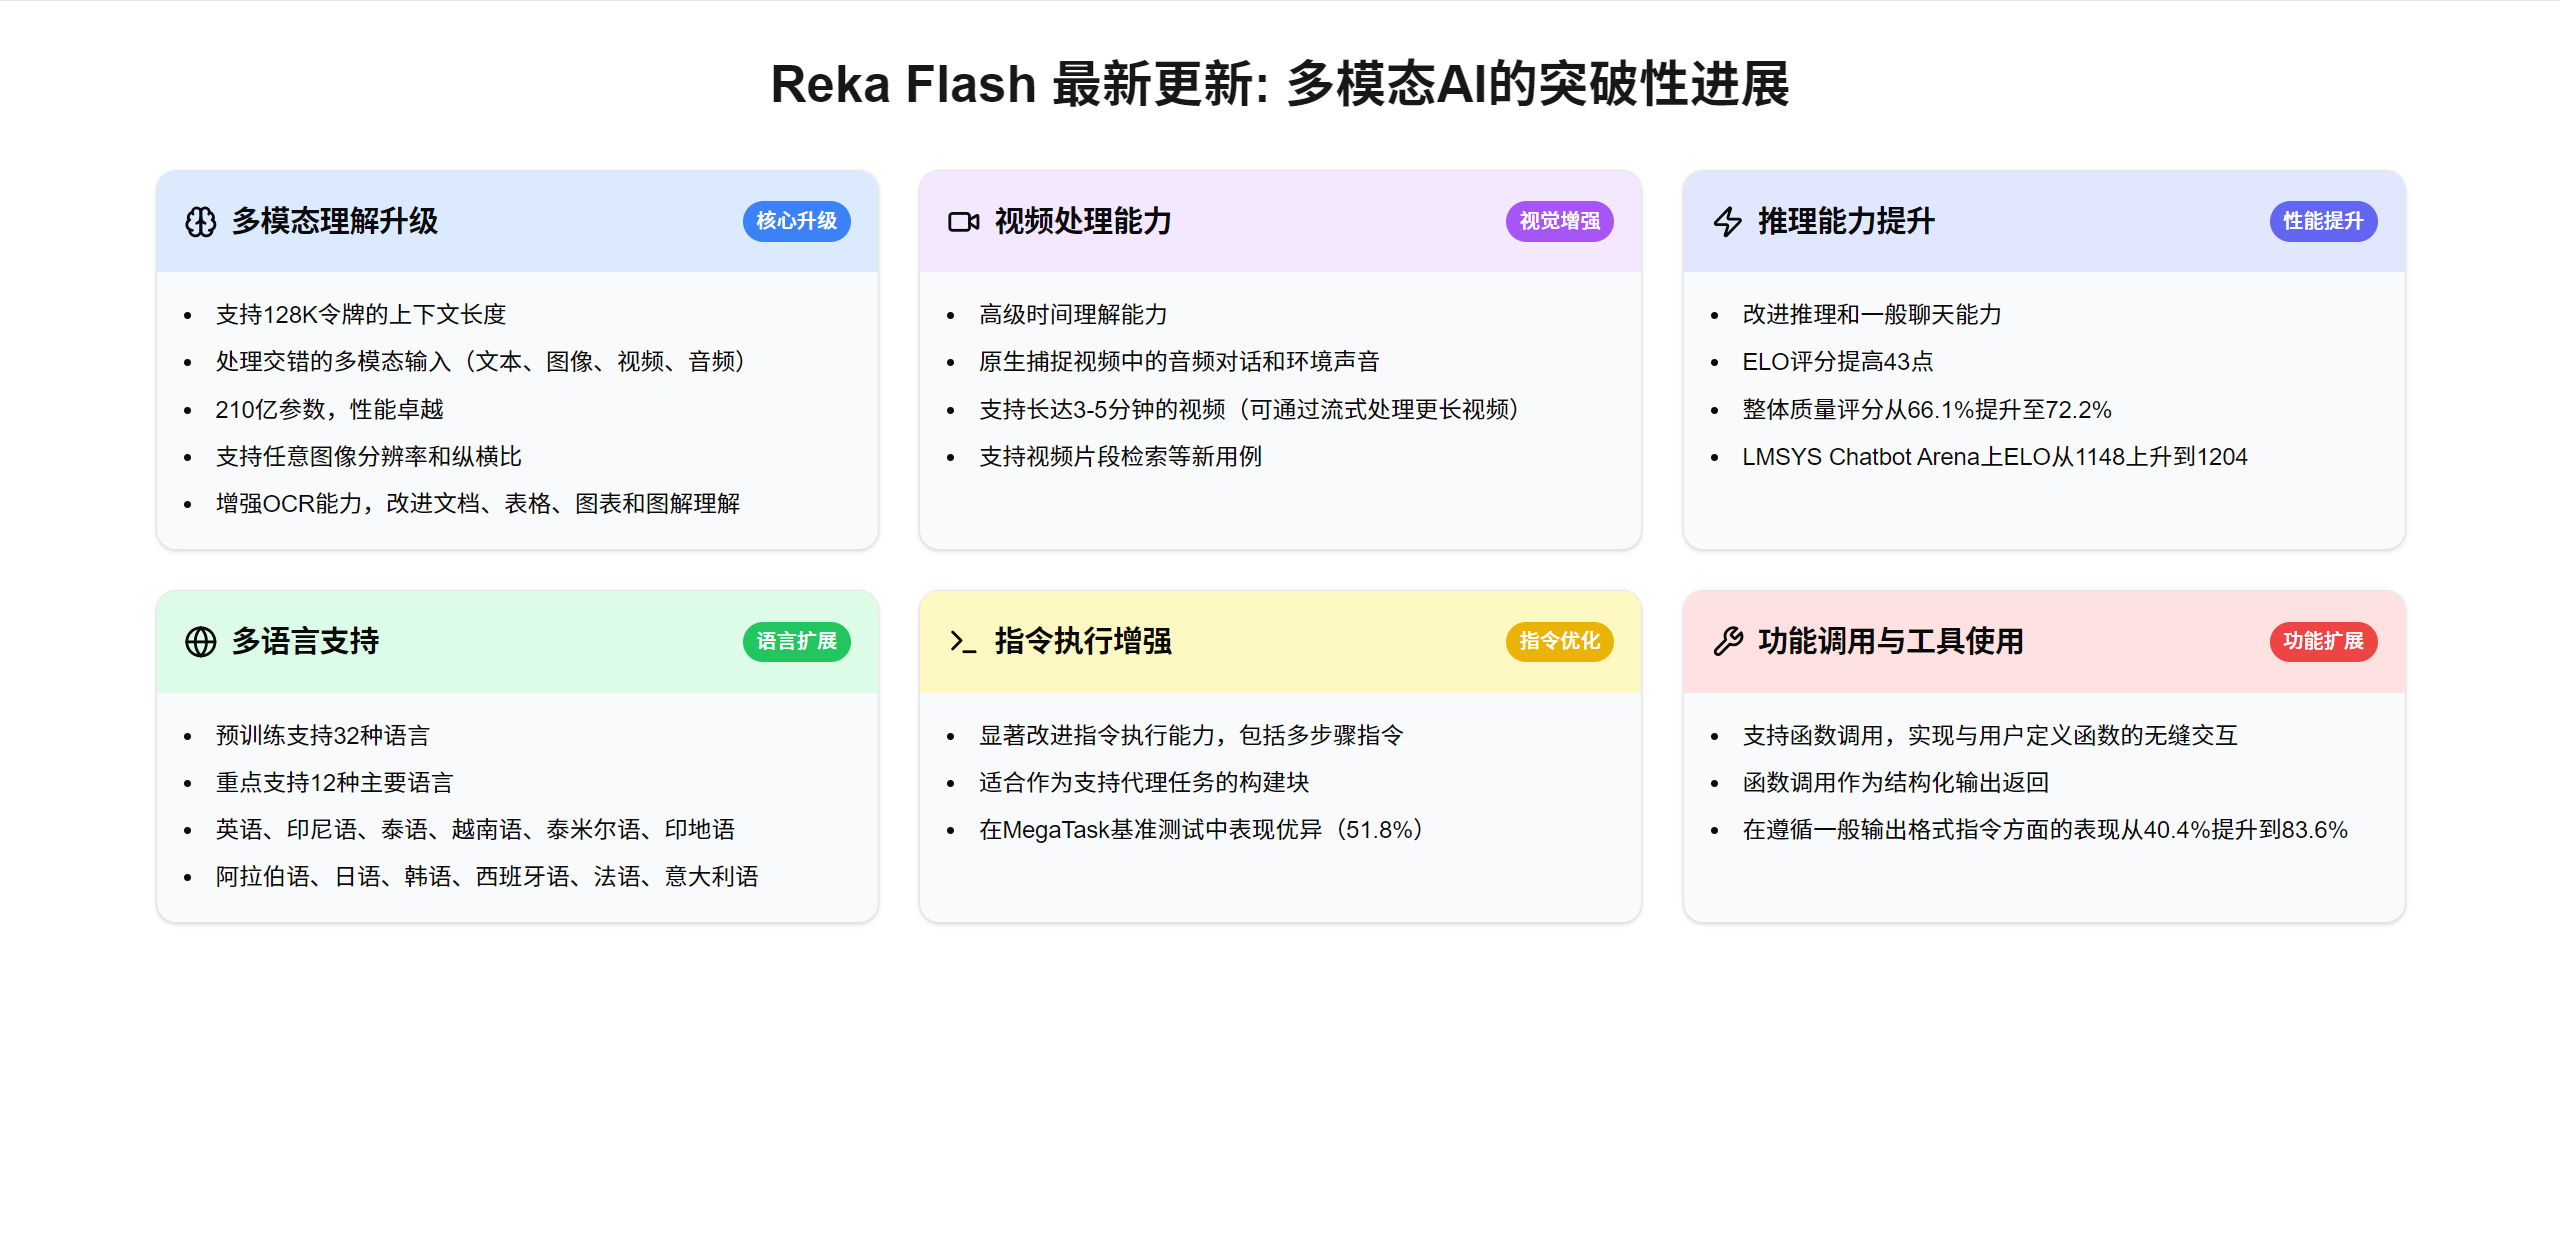 Reka Flash 最新更新: 多模态AI的突破性进展
多模态理解升级
核心升级
支持128K令牌的上下文长度
处理交错的多模态输入（文本、图像、视频、音频）
210亿参数，性能卓越
支持任意图像分辨率和纵横比
增强OCR能力，改进文档、表格、图表和图解理解
视频处理能力
视觉增强
高级时间理解能力
原生捕捉视频中的音频对话和环境声音
支持长达3-5分钟的视频（可通过流式处理更长视频）
支持视频片段检索等新用例
推理能力提升
性能提升
改进推理和一般聊天能力
ELO评分提高43点
整体质量评分从66.1%提升至72.2%
LMSYS Chatbot Arena上ELO从1148上升到1204
多语言支持
语言扩展
预训练支持32种语言
重点支持12种主要语言
英语、印尼语、泰语、越南语、泰米尔语、印地语
阿拉伯语、日语、韩语、西班牙语、法语、意大利语
指令执行增强
指令优化
显著改进指令执行能力，包括多步骤指令
适合作为支持代理任务的构建块
在MegaTask基准测试中表现优异（51.8%）
功能调用与工具使用
功能扩展
支持函数调用，实现与用户定义函数的无缝交互
函数调用作为结构化输出返回
在遵循一般输出格式指令方面的表现从40.4%提升到83.6%